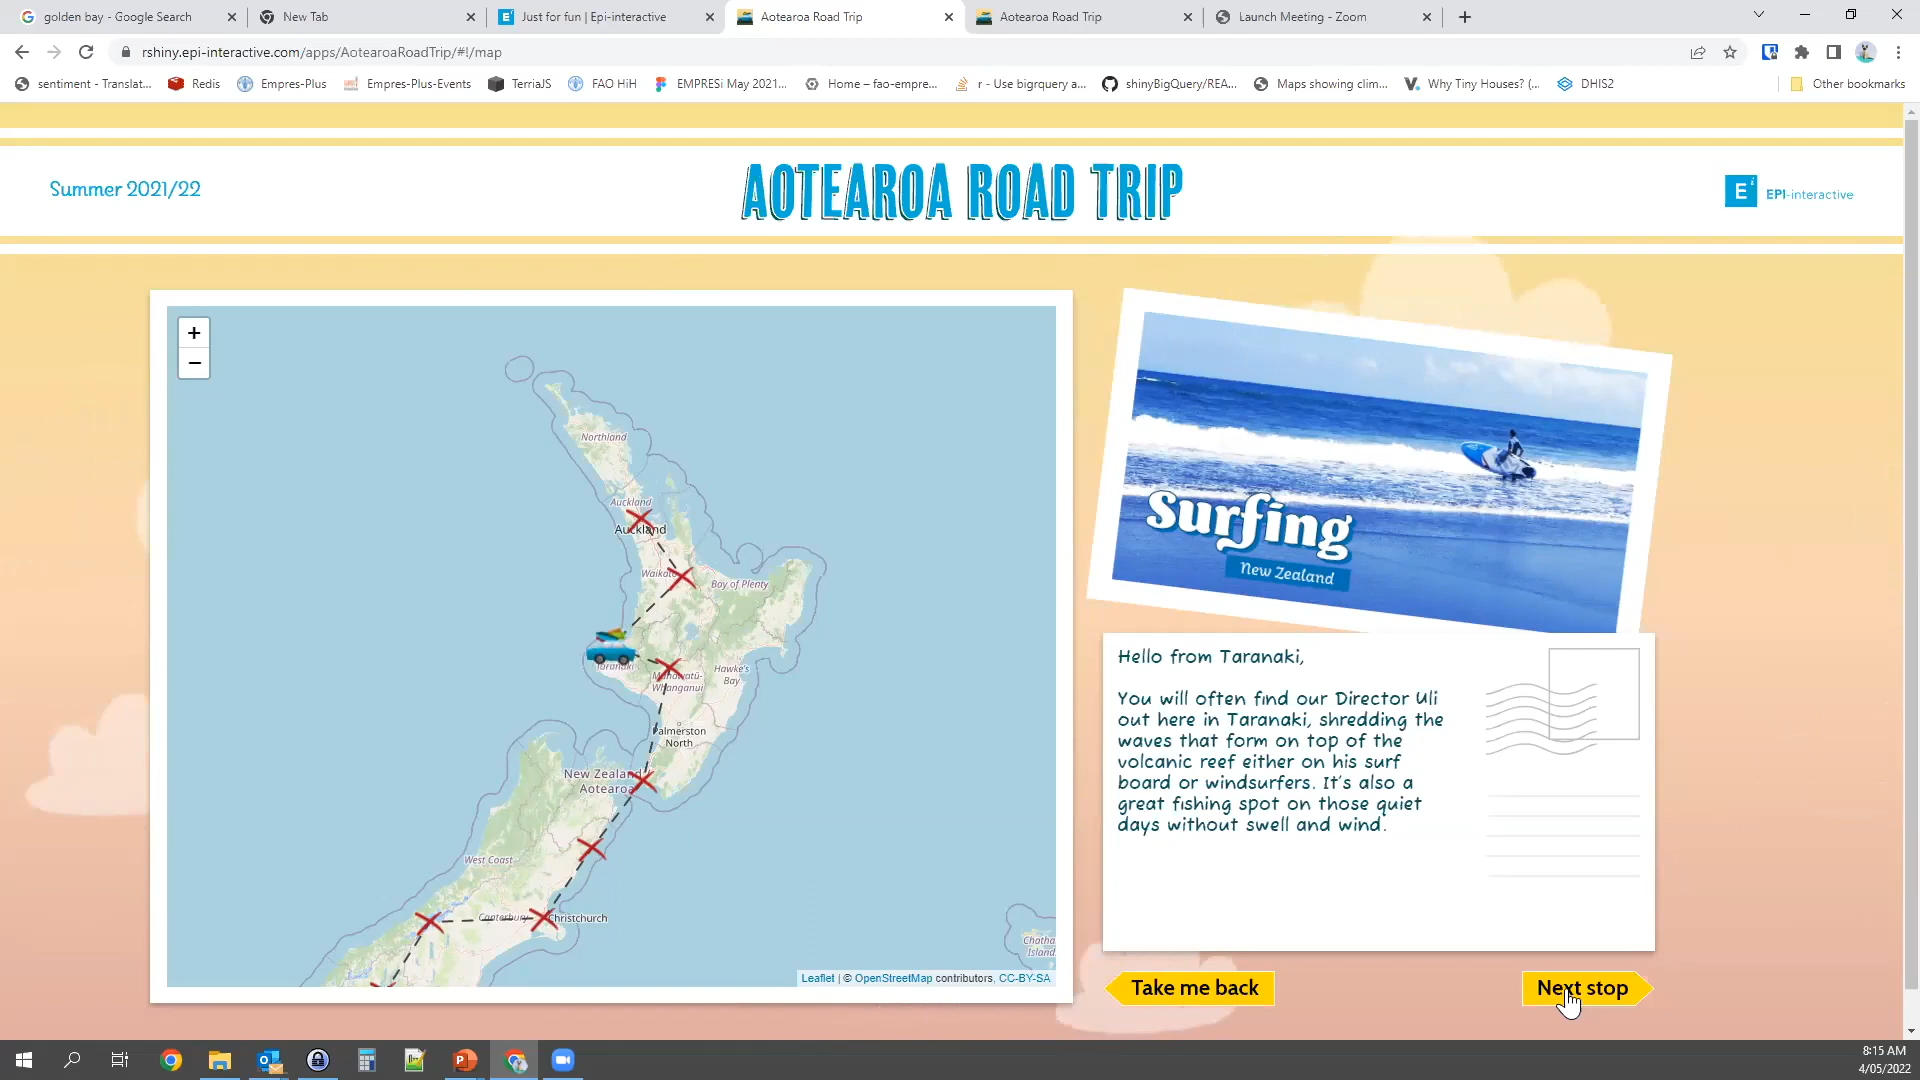 golden bay - Google Search
New Tab
Just for fun | Epi-interactive
Aotearoa Road Trip
Aotearoa Road Trip
Launch Meeting - Zoom
rshiny.epi-interactive.com/apps/AotearoaRoadTrip/#!/map
sentiment - Translat...
Redis
Empres-Plus
Empres-Plus-Events
TerriaJS
FAO HiH
EMPRESi May 2021...
Home – fao-empre...
r - Use bigrquery a...
shinyBigQuery/REA...
Maps showing clim...
Why Tiny Houses? (...
DHIS2
Other bookmarks
Summer 2021/22
AOTEAROA ROAD TRIP
E
EPI-interactive
+
−
Northland
Auckland
Auckland
Waikato
Bay of Plenty
Taranaki
Manawatū-
Whanganui
Hawke's
Bay
Palmerston
North
New Zealand
Aotearoa
West Coast
Canterbury
Christchurch
Leaflet | © OpenStreetMap contributors, CC-BY-SA
Surfing
New Zealand
Hello from Taranaki,
You will often find our Director Uli
out here in Taranaki, shredding the
waves that form on top of the
volcanic reef either on his surf
board or windsurfers. It's also a
great fishing spot on those quiet
days without swell and wind.
Take me back
Next stop
8:15 AM
4/05/2022